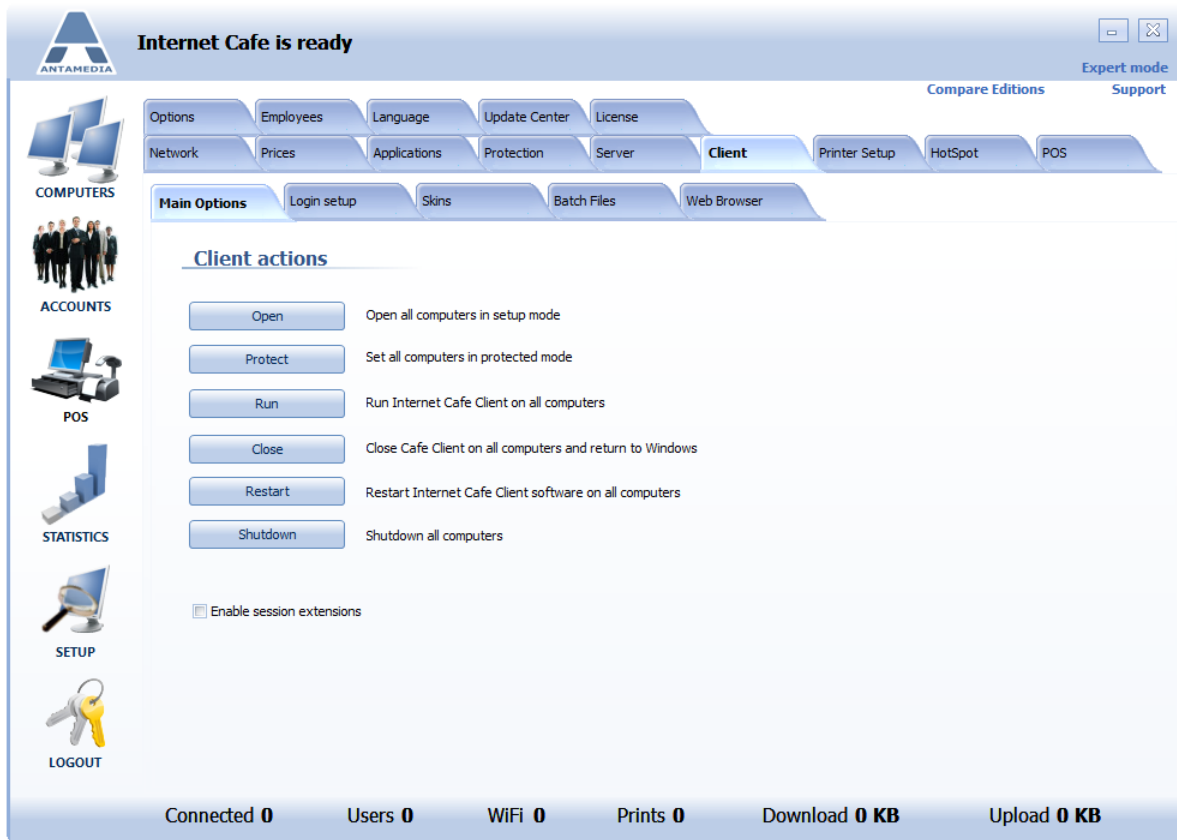 Internet Cafe is ready
ANTAMEDIA
Expert mode
Compare Editions Support
Options Employees Language Update Center License
Network Prices Applications Protection Server Client Printer Setup HotSpot POS
Main Options Login setup Skins Batch Files Web Browser
COMPUTERS
ACCOUNTS
POS
STATISTICS
SETUP
LOGOUT
Client actions
Open Open all computers in setup mode
Protect Set all computers in protected mode
Run Run Internet Cafe Client on all computers
Close Close Cafe Client on all computers and return to Windows
Restart Restart Internet Cafe Client software on all computers
Shutdown Shutdown all computers
Enable session extensions
Connected 0 Users 0 WiFi 0 Prints 0 Download 0 KB Upload 0 KB